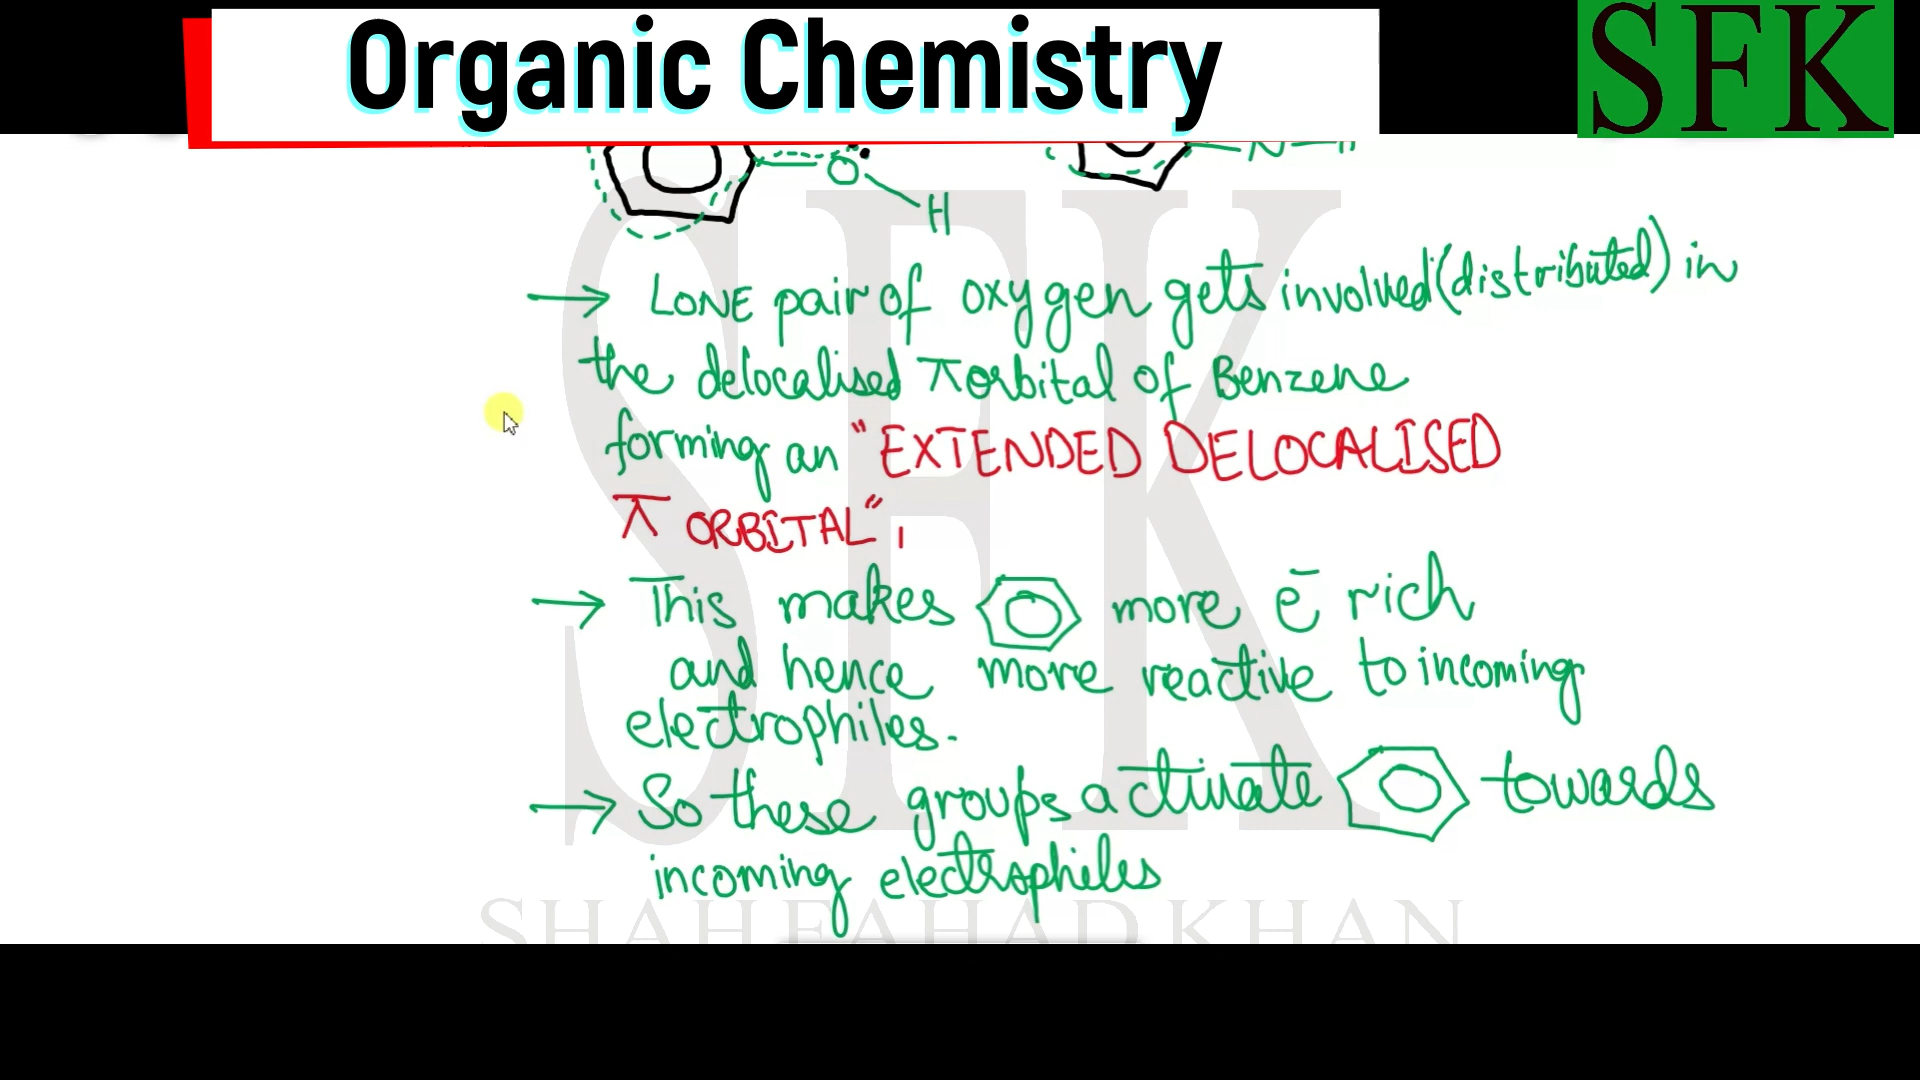 Organic Chemistry
SFK
O
H
N-H
→ LONE pair of oxygen gets involved (distributed) in
the delocalised π orbital of Benzene
forming an "EXTENDED DELOCALISED
π ORBITAL",
→ This makes more e- rich
and hence more reactive to incoming
electrophiles.
→ So these groups activate towards
incoming electrophiles
SFK
SHAH FAHAD KHAN